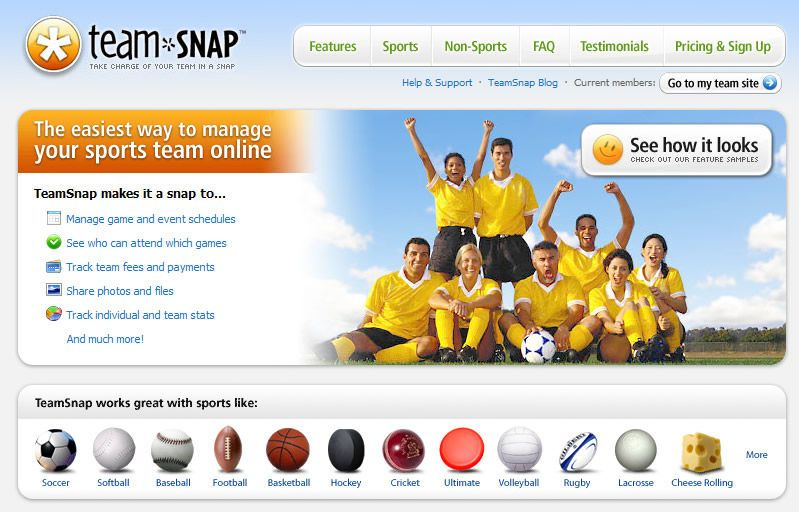 team*SNAP™
TAKE CHARGE OF YOUR TEAM IN A SNAP
Features
Sports
Non-Sports
FAQ
Testimonials
Pricing & Sign Up
Help & Support · TeamSnap Blog · Current members: Go to my team site
The easiest way to manage
your sports team online
See how it looks
CHECK OUT OUR FEATURE SAMPLES
TeamSnap makes it a snap to...
Manage game and event schedules
See who can attend which games
Track team fees and payments
Share photos and files
Track individual and team stats
And much more!
TeamSnap works great with sports like:
Soccer
Softball
Baseball
Football
Basketball
Hockey
Cricket
Ultimate
Volleyball
Rugby
Lacrosse
Cheese Rolling
More